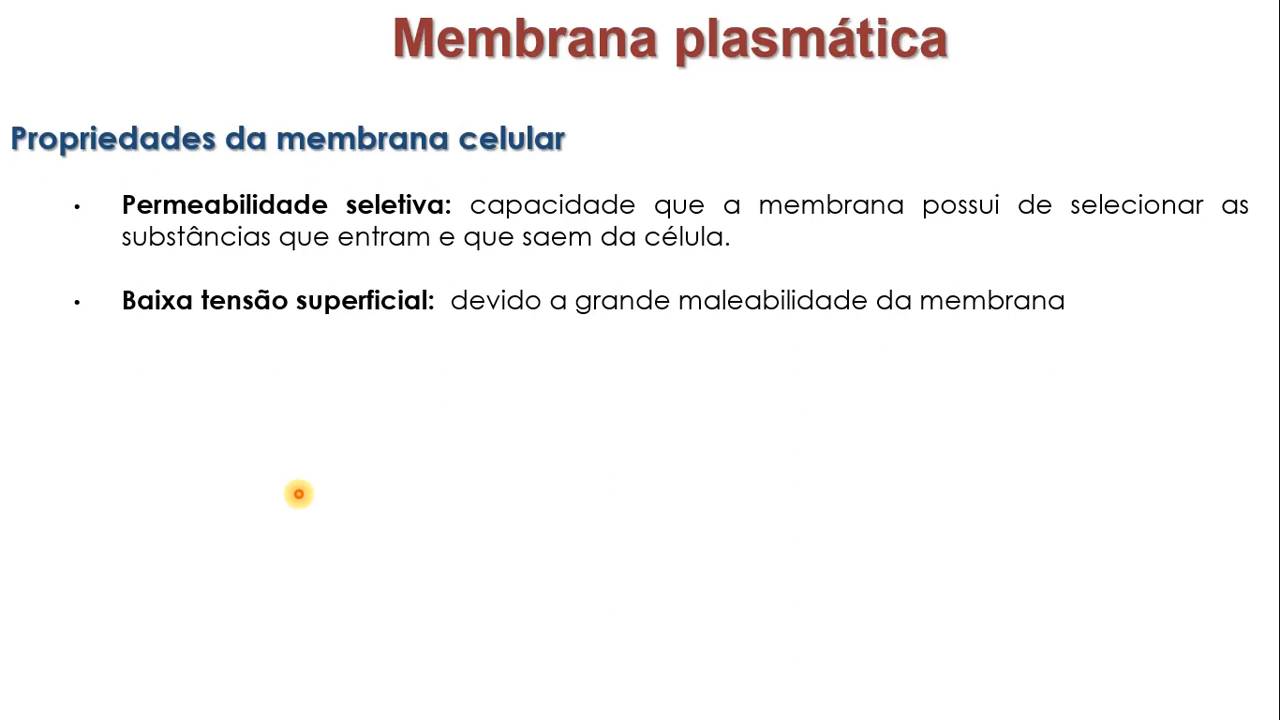 Membrana plasmática
Propriedades da membrana celular
• Permeabilidade seletiva: capacidade que a membrana possui de selecionar as
substâncias que entram e que saem da célula.
• Baixa tensão superficial: devido a grande maleabilidade da membrana